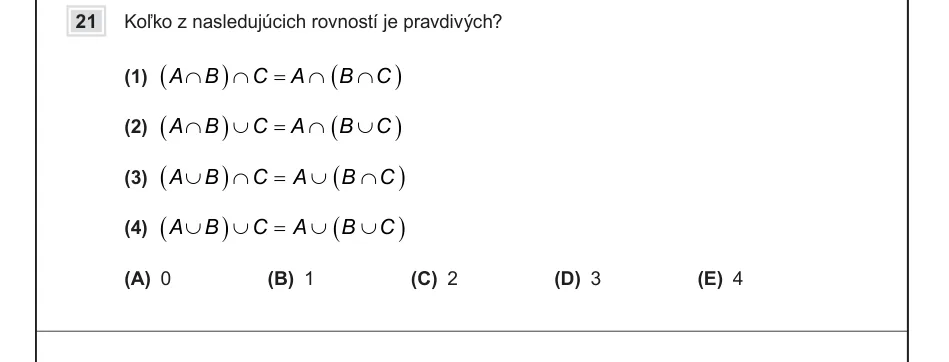 21 Koľko z nasledujúcich rovností je pravdivých?
(1) (A∩B)∩C = A∩(B∩C)
(2) (A∩B)∪C = A∩(B∪C)
(3) (A∪B)∩C = A∪(B∩C)
(4) (A∪B)∪C = A∪(B∪C)
(A) 0 (B) 1 (C) 2 (D) 3 (E) 4